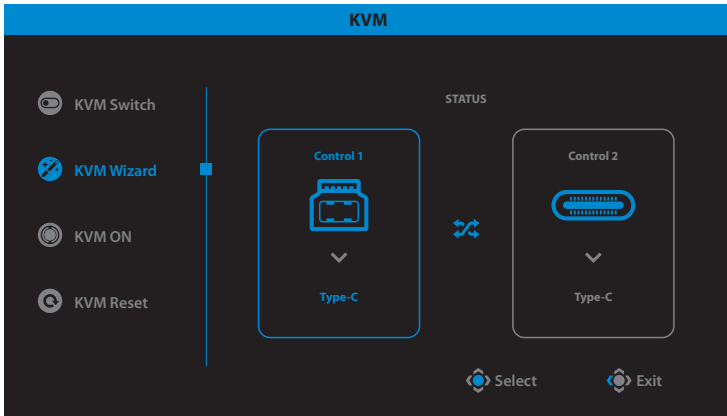 KVM
KVM Switch
KVM Wizard
KVM ON
KVM Reset
STATUS
Control 1
Type-C
Control 2
Type-C
Select
Exit